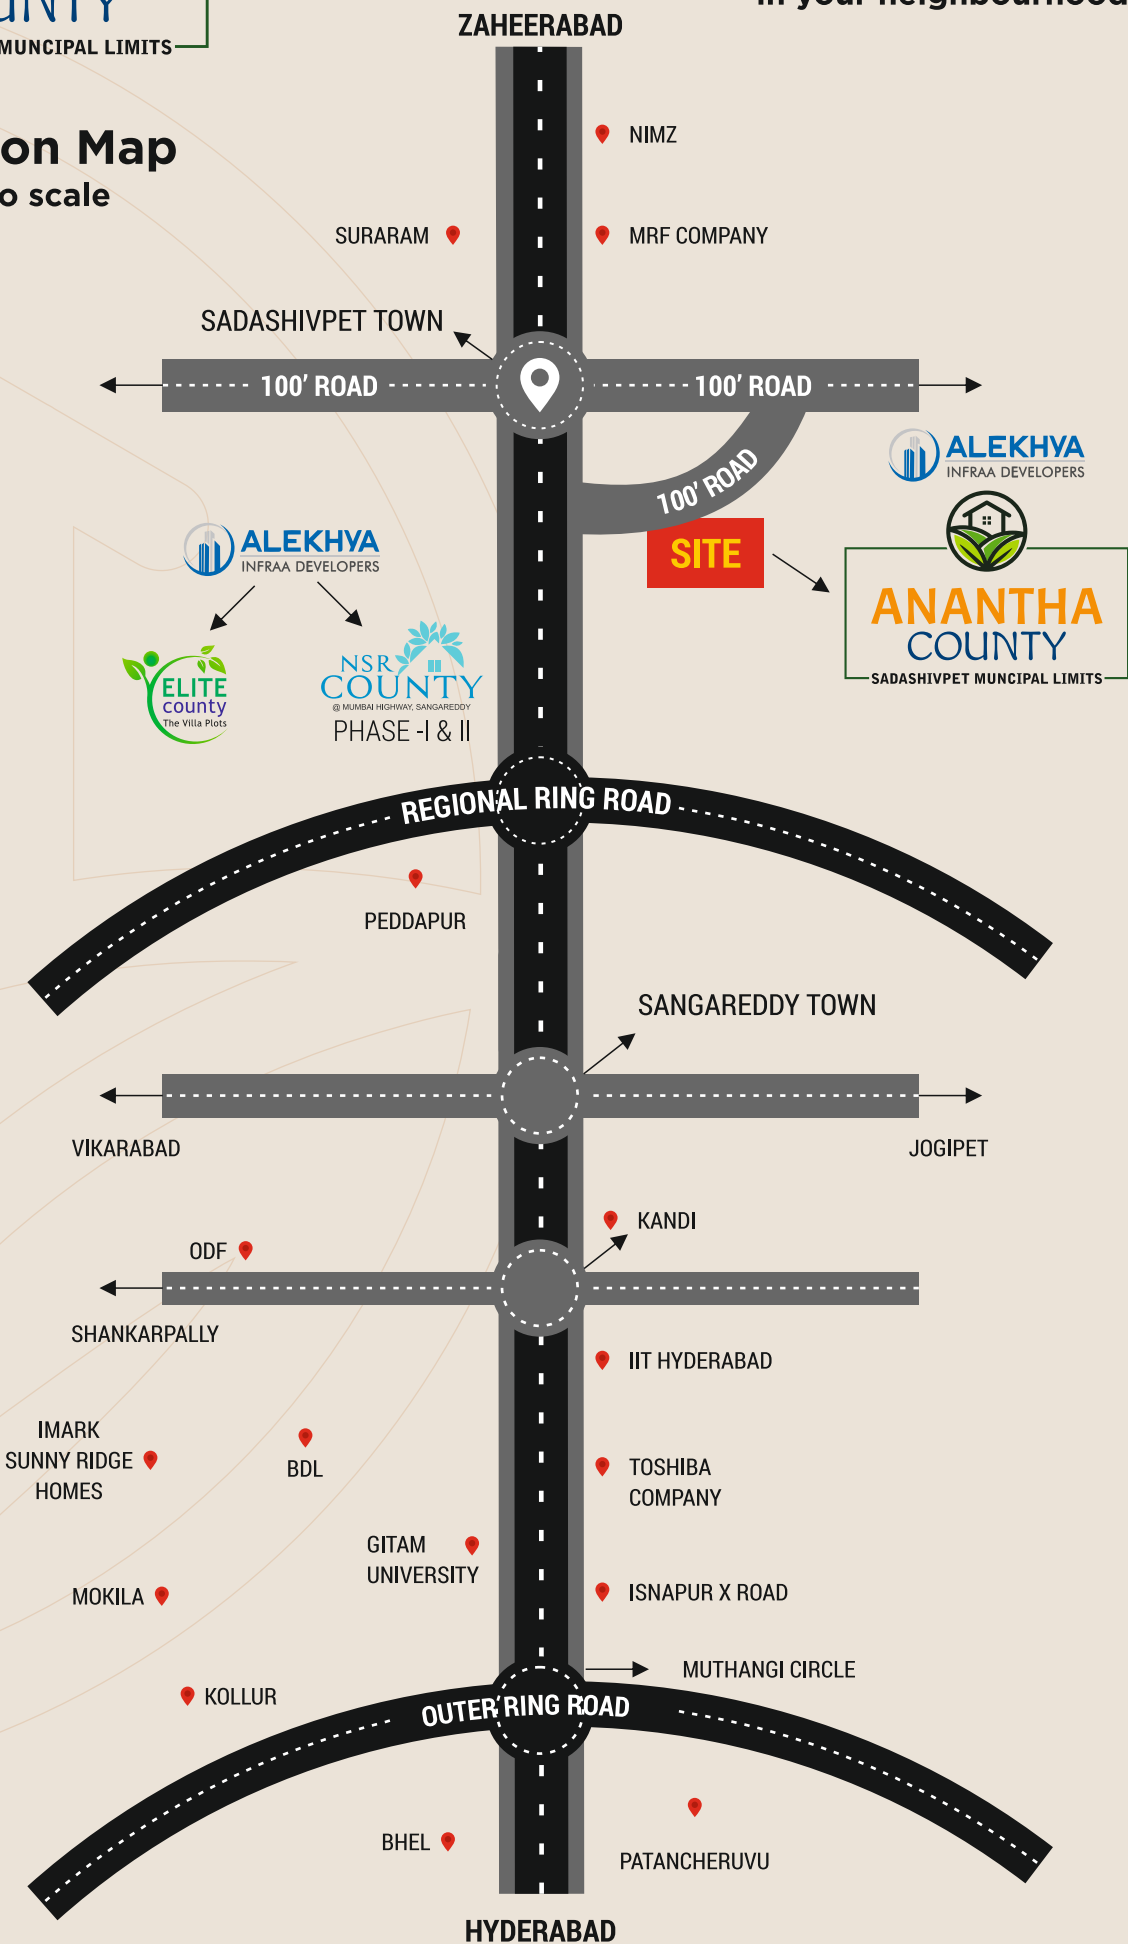 UNTY
MUNCIPAL LIMITS
in your neighbourhood
on Map
o scale
ZAHEERABAD
NIMZ
SURARAM
MRF COMPANY
SADASHIVPET TOWN
100' ROAD
100' ROAD
100' ROAD
ALEKHYA
INFRAA DEVELOPERS
SITE
ANANTHA
COUNTY
SADASHIVPET MUNCIPAL LIMITS
ALEKHYA
INFRAA DEVELOPERS
ELITE
county
The Villa Plots
NSR
COUNTY
@ MUMBAI HIGHWAY, SANGAREDDY
PHASE -I & II
REGIONAL RING ROAD
PEDDAPUR
SANGAREDDY TOWN
VIKARABAD
JOGIPET
KANDI
ODF
SHANKARPALLY
IIT HYDERABAD
IMARK
SUNNY RIDGE
HOMES
BDL
TOSHIBA
COMPANY
GITAM
UNIVERSITY
MOKILA
ISNAPUR X ROAD
MUTHANGI CIRCLE
KOLLUR
OUTER RING ROAD
BHEL
PATANCHERUVU
HYDERABAD